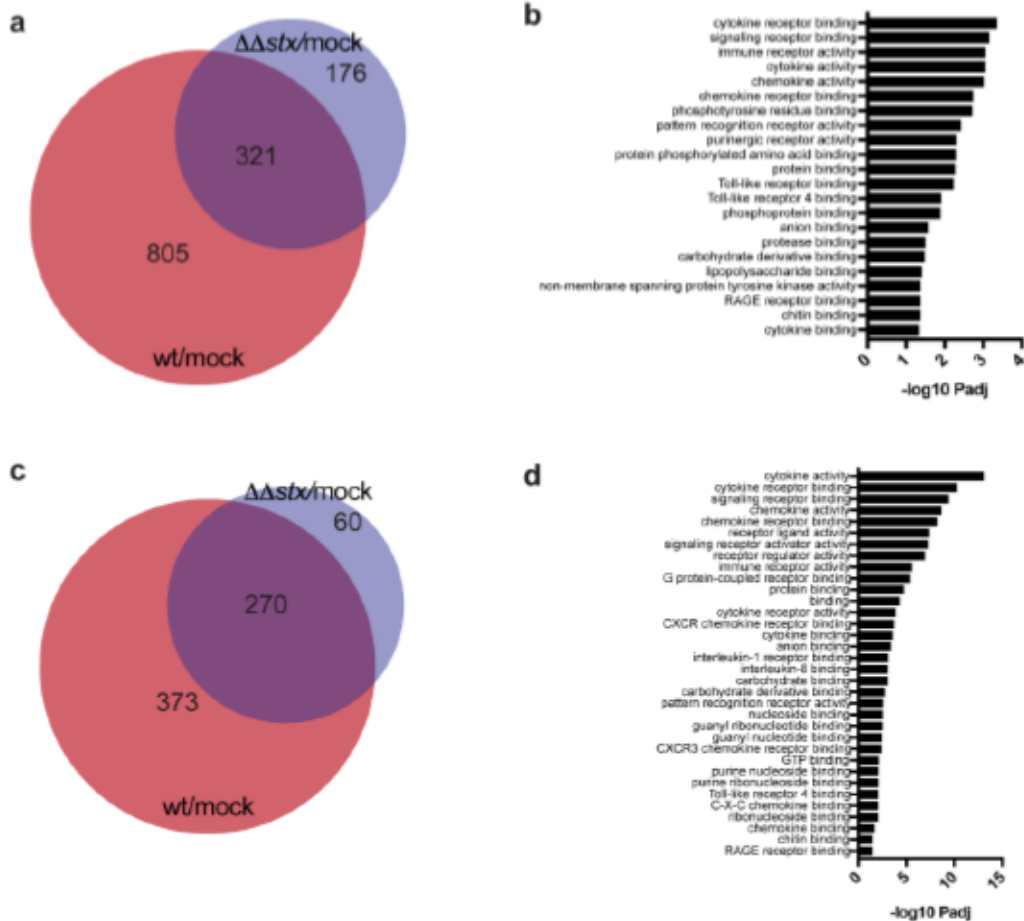 a
ΔΔstx/mock
176
321
805
wt/mock
b
cytokine receptor binding
signaling receptor binding
immune receptor activity
cytokine activity
chemokine activity
chemokine receptor binding
phosphotyrosine residue binding
pattern recognition receptor activity
purinergic receptor activity
protein phosphorylated amino acid binding
protein binding
Toll-like receptor binding
Toll-like receptor 4 binding
phosphoprotein binding
anion binding
protease binding
carbohydrate derivative binding
lipopolysaccharide binding
non-membrane spanning protein tyrosine kinase activity
RAGE receptor binding
chitin binding
cytokine binding
0 1 2 3 4
-log10 Padj
c
ΔΔstx/mock
60
270
373
wt/mock
d
cytokine activity
cytokine receptor binding
signaling receptor binding
chemokine activity
chemokine receptor binding
receptor ligand activity
signaling receptor activator activity
receptor regulator activity
immune receptor activity
G protein-coupled receptor binding
protein binding
binding
cytokine receptor activity
CXCR chemokine receptor binding
cytokine binding
anion binding
interleukin-1 receptor binding
interleukin-8 binding
carbohydrate binding
carbohydrate derivative binding
pattern recognition receptor activity
nucleoside binding
guanyl ribonucleotide binding
guanyl nucleotide binding
CXCR3 chemokine receptor binding
GTP binding
purine nucleoside binding
purine ribonucleoside binding
Toll-like receptor 4 binding
C-X-C chemokine binding
ribonucleoside binding
chemokine binding
chitin binding
RAGE receptor binding
0 5 10 15
-log10 Padj